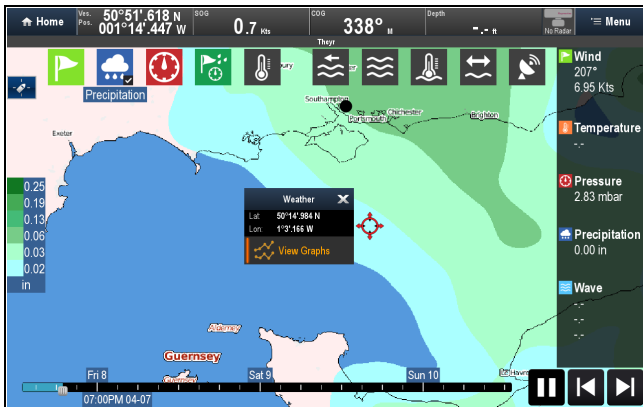 Home
Ves. Pos. 50°51'.618 N 001°14'.447 W
SOG 0.7 Kts
COG 338° M
Depth -.- ft
No Radar
Menu
Theyr
Precipitation
Southampton
Portsmouth
Chichester
Brighton
Exeter
Wind
207°
6.95 Kts
Temperature
-.-
Pressure
2.83 mbar
Precipitation
0.00 in
Wave
-.-
-.-
-.-
0.25
0.19
0.13
0.06
0.03
0.02
in
Weather X
Lat: 50°14'.984 N
Lon: 1°3'.166 W
View Graphs
Alderney
Guernsey
Le Havre
Fri 8
Sat 9
Sun 10
07:00PM 04-07